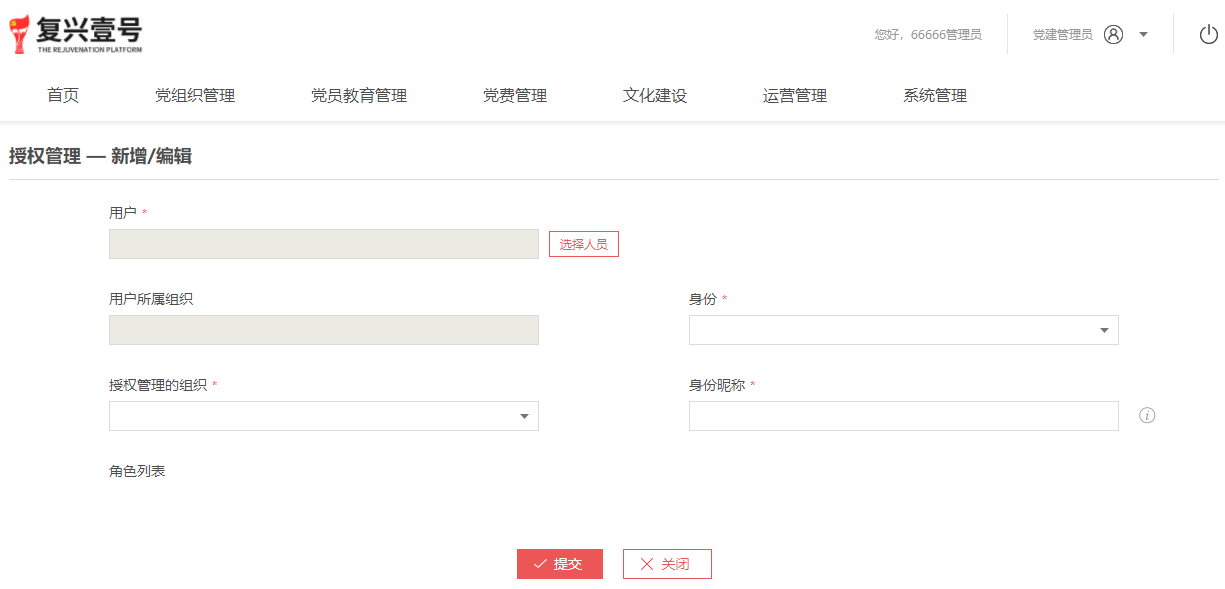 复兴壹号
THE REJUVENATION PLATFORM
您好，66666管理员
党建管理员
首页 党组织管理 党员教育管理 党费管理 文化建设 运营管理 系统管理
授权管理 — 新增/编辑
用户 *
选择人员
用户所属组织 身份 *
授权管理的组织 * 身份昵称 *
i
角色列表
提交 关闭